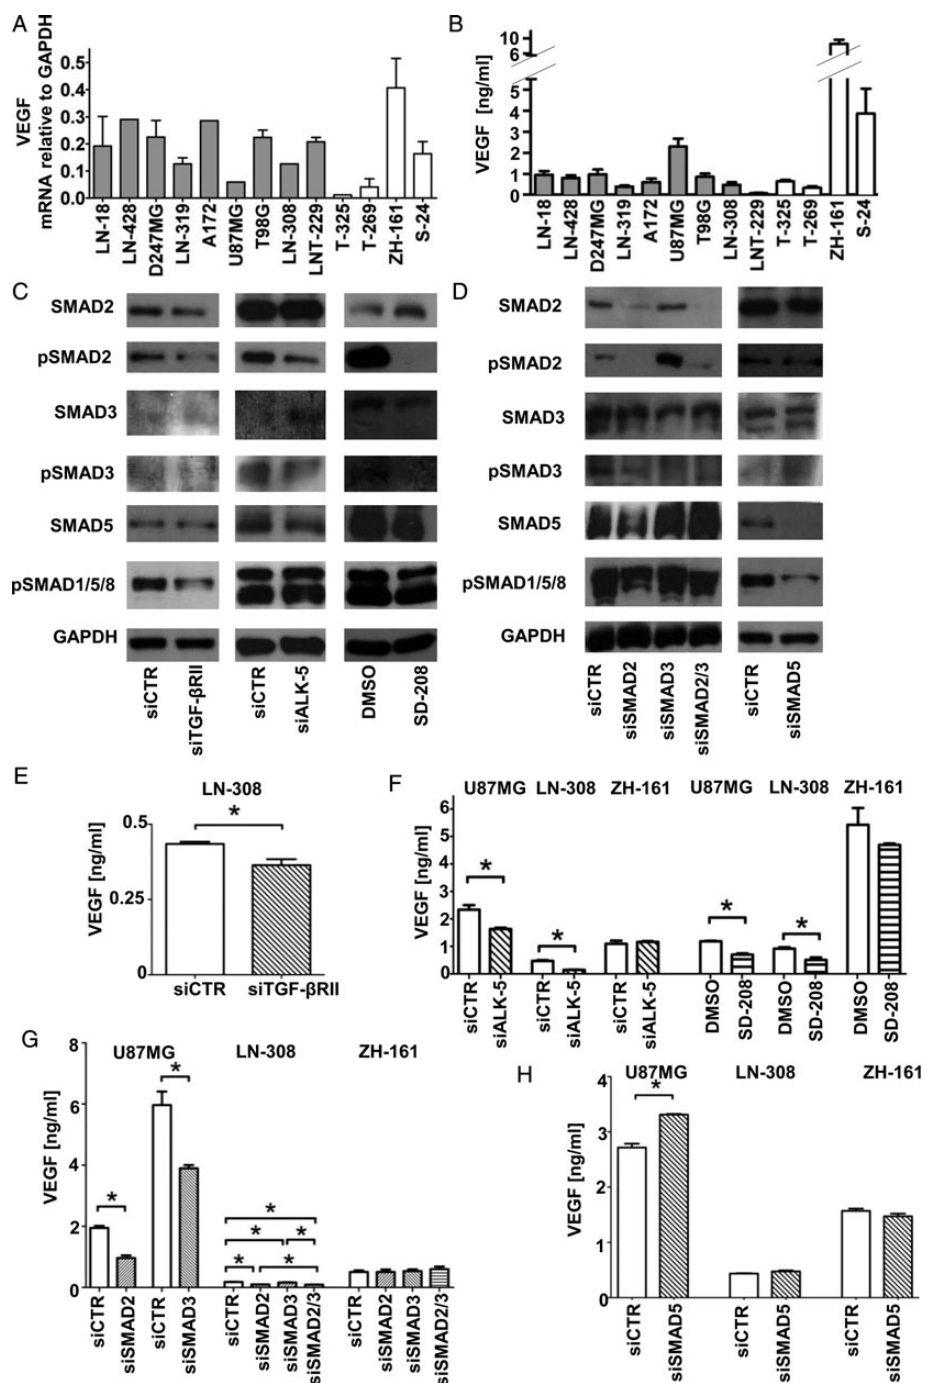 A
VEGF
mRNA relative to GAPDH
0.5
0.4
0.3
0.2
0.1
0.0
LN-18
LN-428
D247MG
LN-319
A172
U87MG
T98G
LN-308
LNT-229
T-325
T-269
ZH-161
S-24
B
VEGF [ng/ml]
10
6
5
4
3
2
1
0
LN-18
LN-428
D247MG
LN-319
A172
U87MG
T98G
LN-308
LNT-229
T-325
T-269
ZH-161
S-24
C
SMAD2
pSMAD2
SMAD3
pSMAD3
SMAD5
pSMAD1/5/8
GAPDH
siCTR
siTGF-βRII
siCTR
siALK-5
DMSO
SD-208
D
SMAD2
pSMAD2
SMAD3
pSMAD3
SMAD5
pSMAD1/5/8
GAPDH
siCTR
siSMAD2
siSMAD3
siSMAD2/3
siCTR
siSMAD5
E
LN-308
*
VEGF [ng/ml]
0.5
0.25
0
siCTR
siTGF-βRII
F
U87MG LN-308 ZH-161 U87MG LN-308 ZH-161
VEGF [ng/ml]
6
5
4
3
2
1
0
* * * *
siCTR
siALK-5
siCTR
siALK-5
siCTR
siALK-5
DMSO
SD-208
DMSO
SD-208
DMSO
SD-208
G
U87MG LN-308 ZH-161
VEGF [ng/ml]
8
6
4
2
0
* *
*
* *
* *
siCTR
siSMAD2
siCTR
siSMAD3
siCTR
siSMAD2
siSMAD3
siSMAD2/3
siCTR
siSMAD2
siSMAD3
siSMAD2/3
H
U87MG LN-308 ZH-161
*
VEGF [ng/ml]
4
3
2
1
0
siCTR
siSMAD5
siCTR
siSMAD5
siCTR
siSMAD5